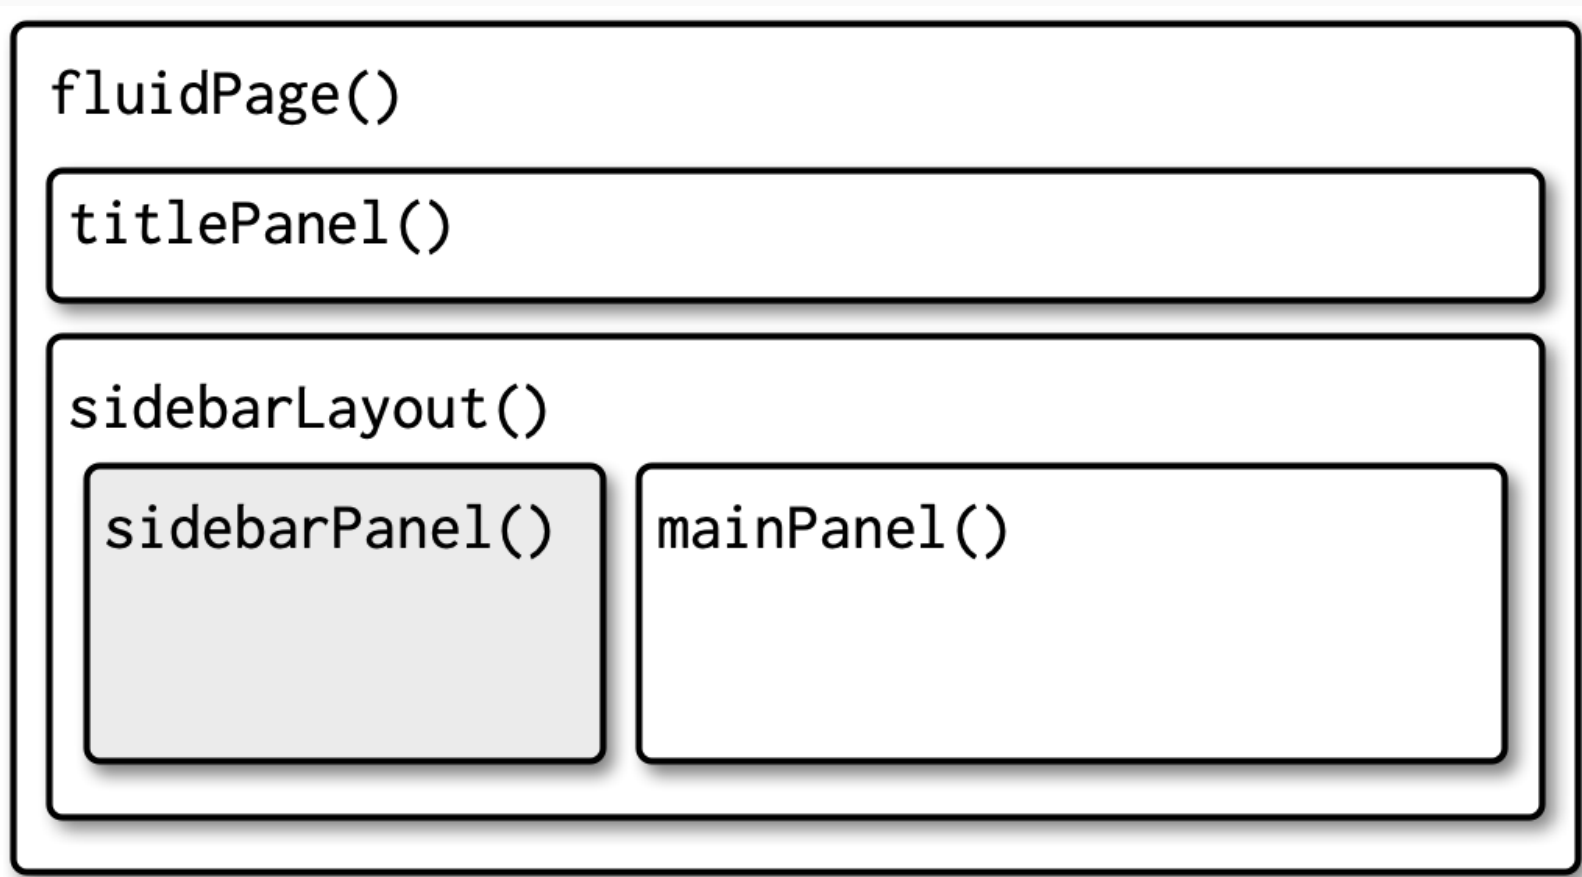 fluidPage()
titlePanel()
sidebarLayout()
sidebarPanel()
mainPanel()